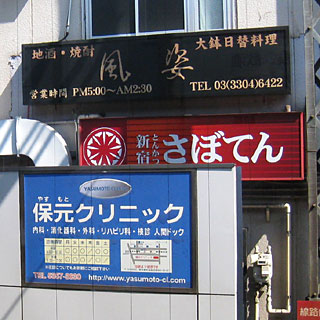 地酒・焼酎
風姿
大鉢日替料理
営業時間 PM5:00〜AM2:30
TEL 03(3304)6422
とんかつ
新宿
さぼてん
YASUMOTO-CL
やす もと
保元クリニック
内科・消化器科・外科・リハビリ科・検診 人間ドック
http://www.yasumoto-cl.com
線路